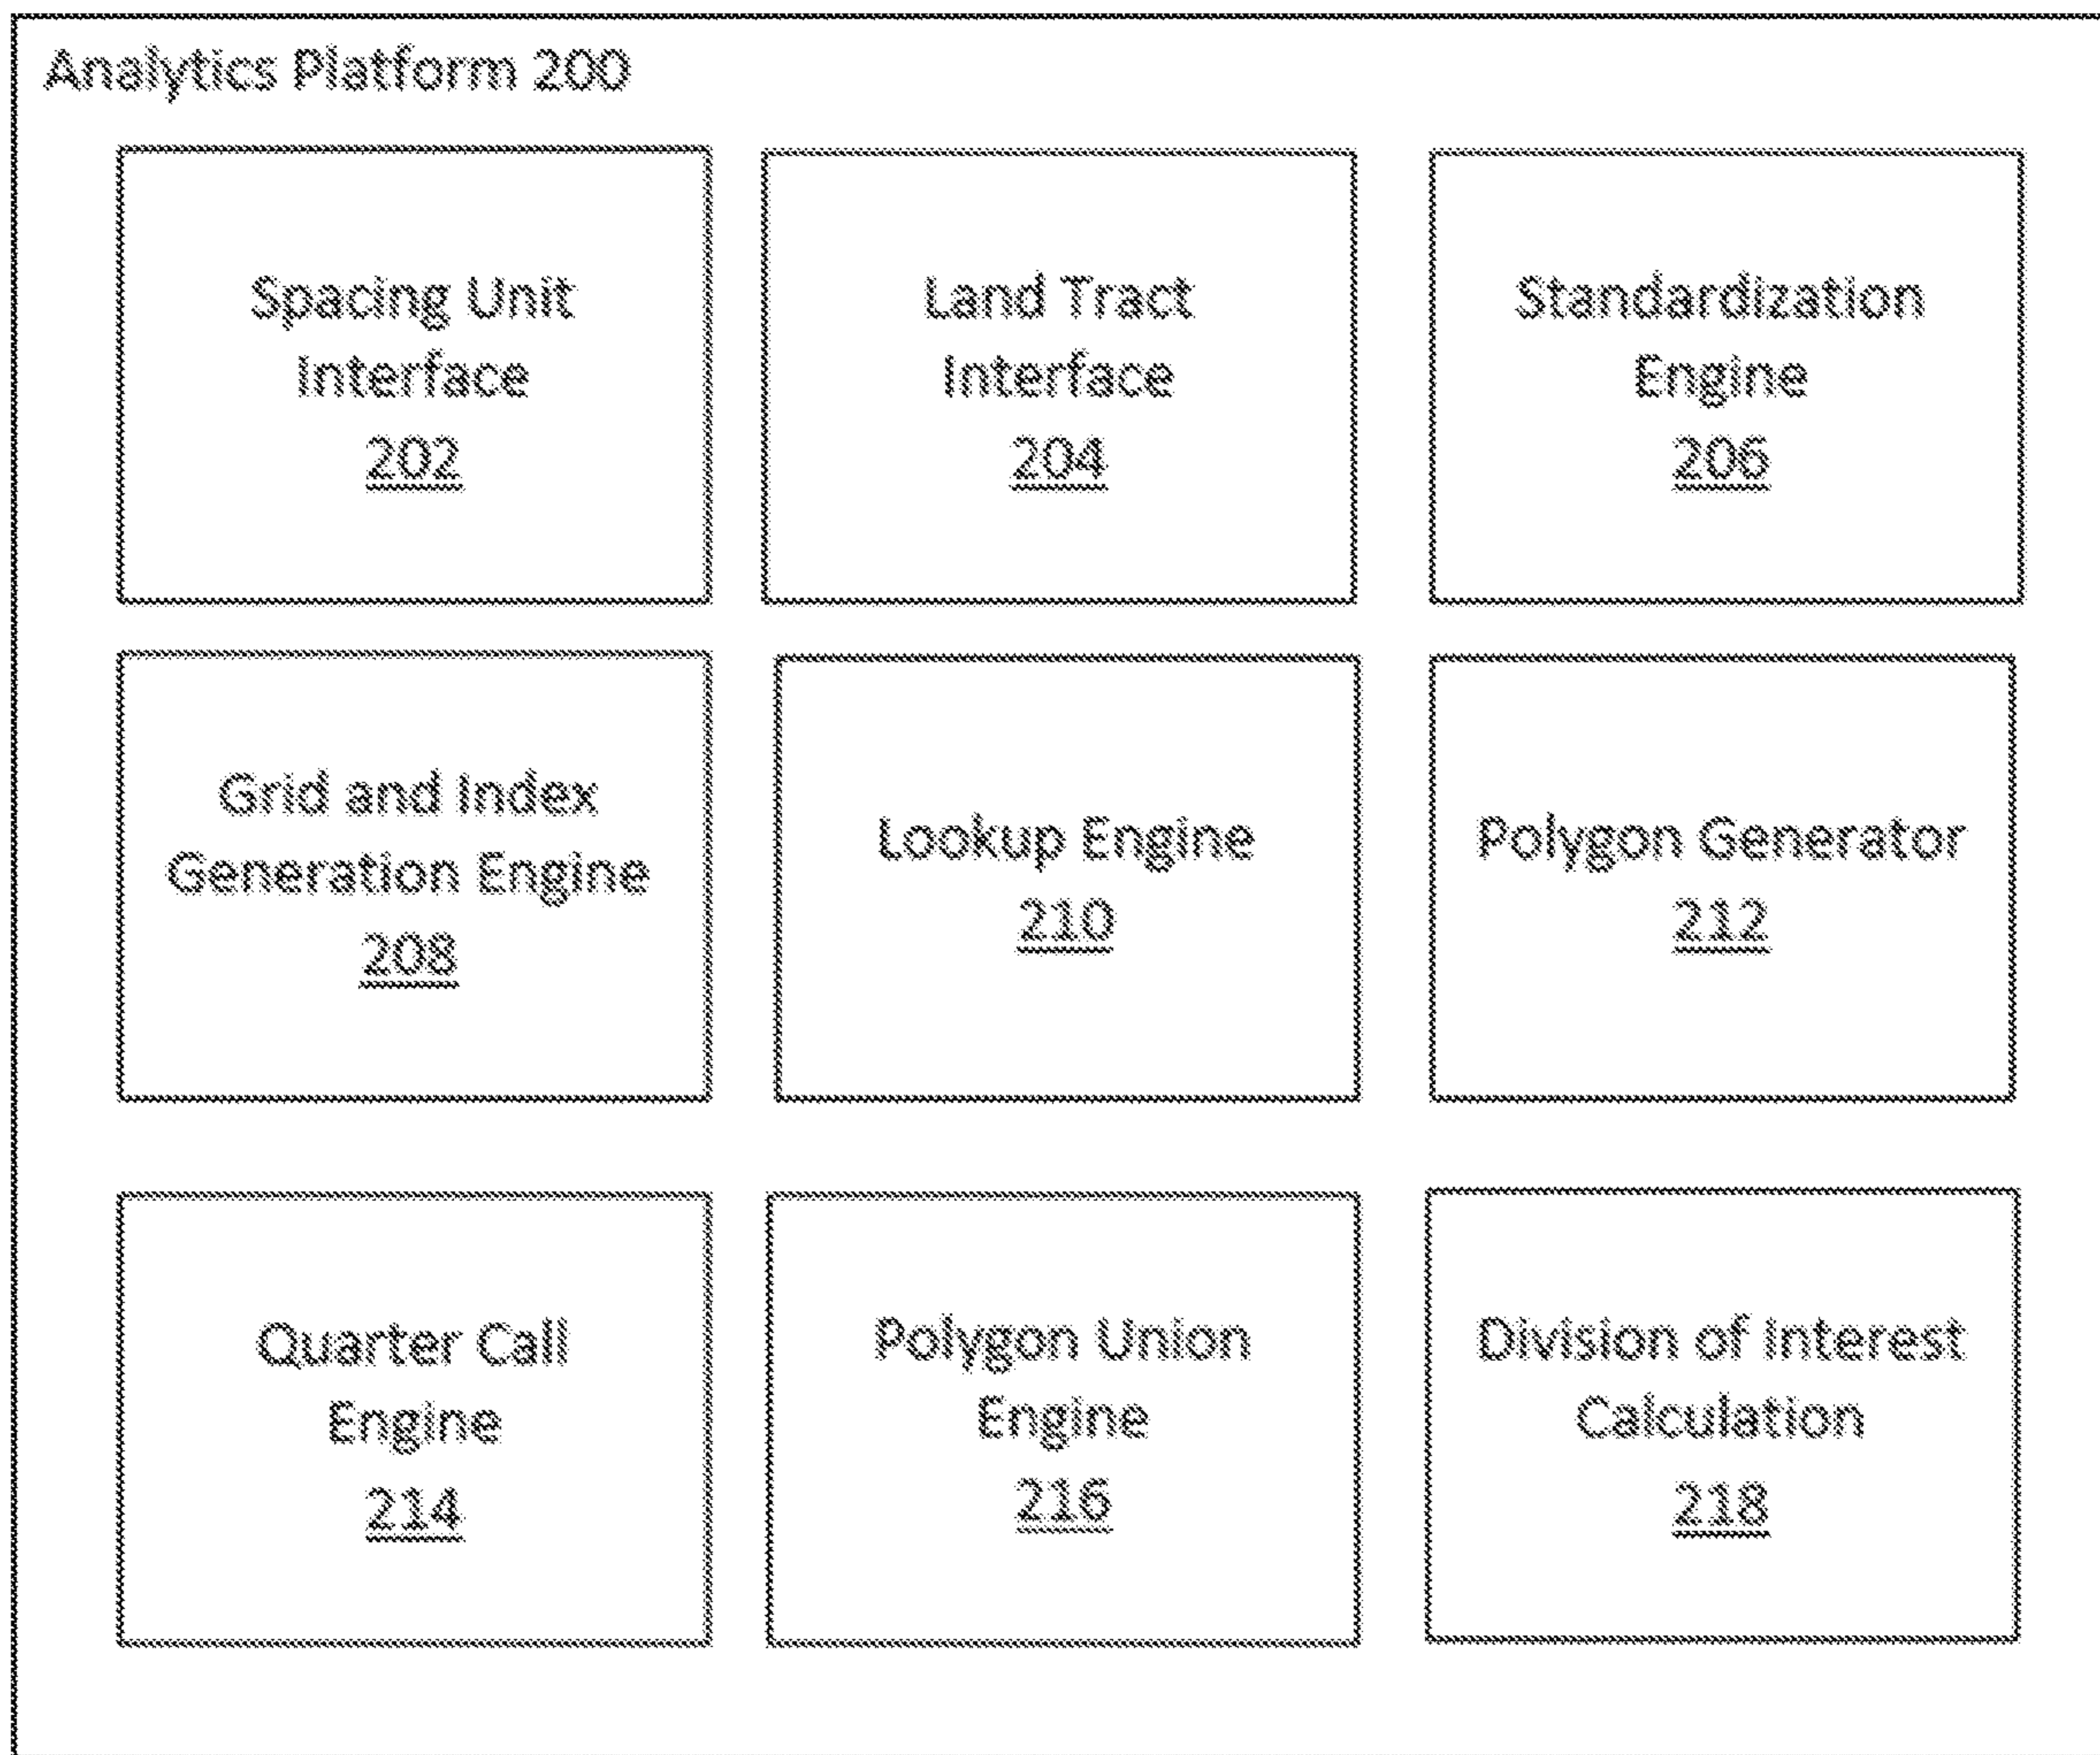 Analytics Platform 200
Spacing Unit
Interface
202
Land Tract
Interface
204
Standardization
Engine
206
Grid and Index
Generation Engine
208
Lookup Engine
210
Polygon Generator
212
Quarter Call
Engine
214
Polygon Union
Engine
216
Division of Interest
Calculation
218